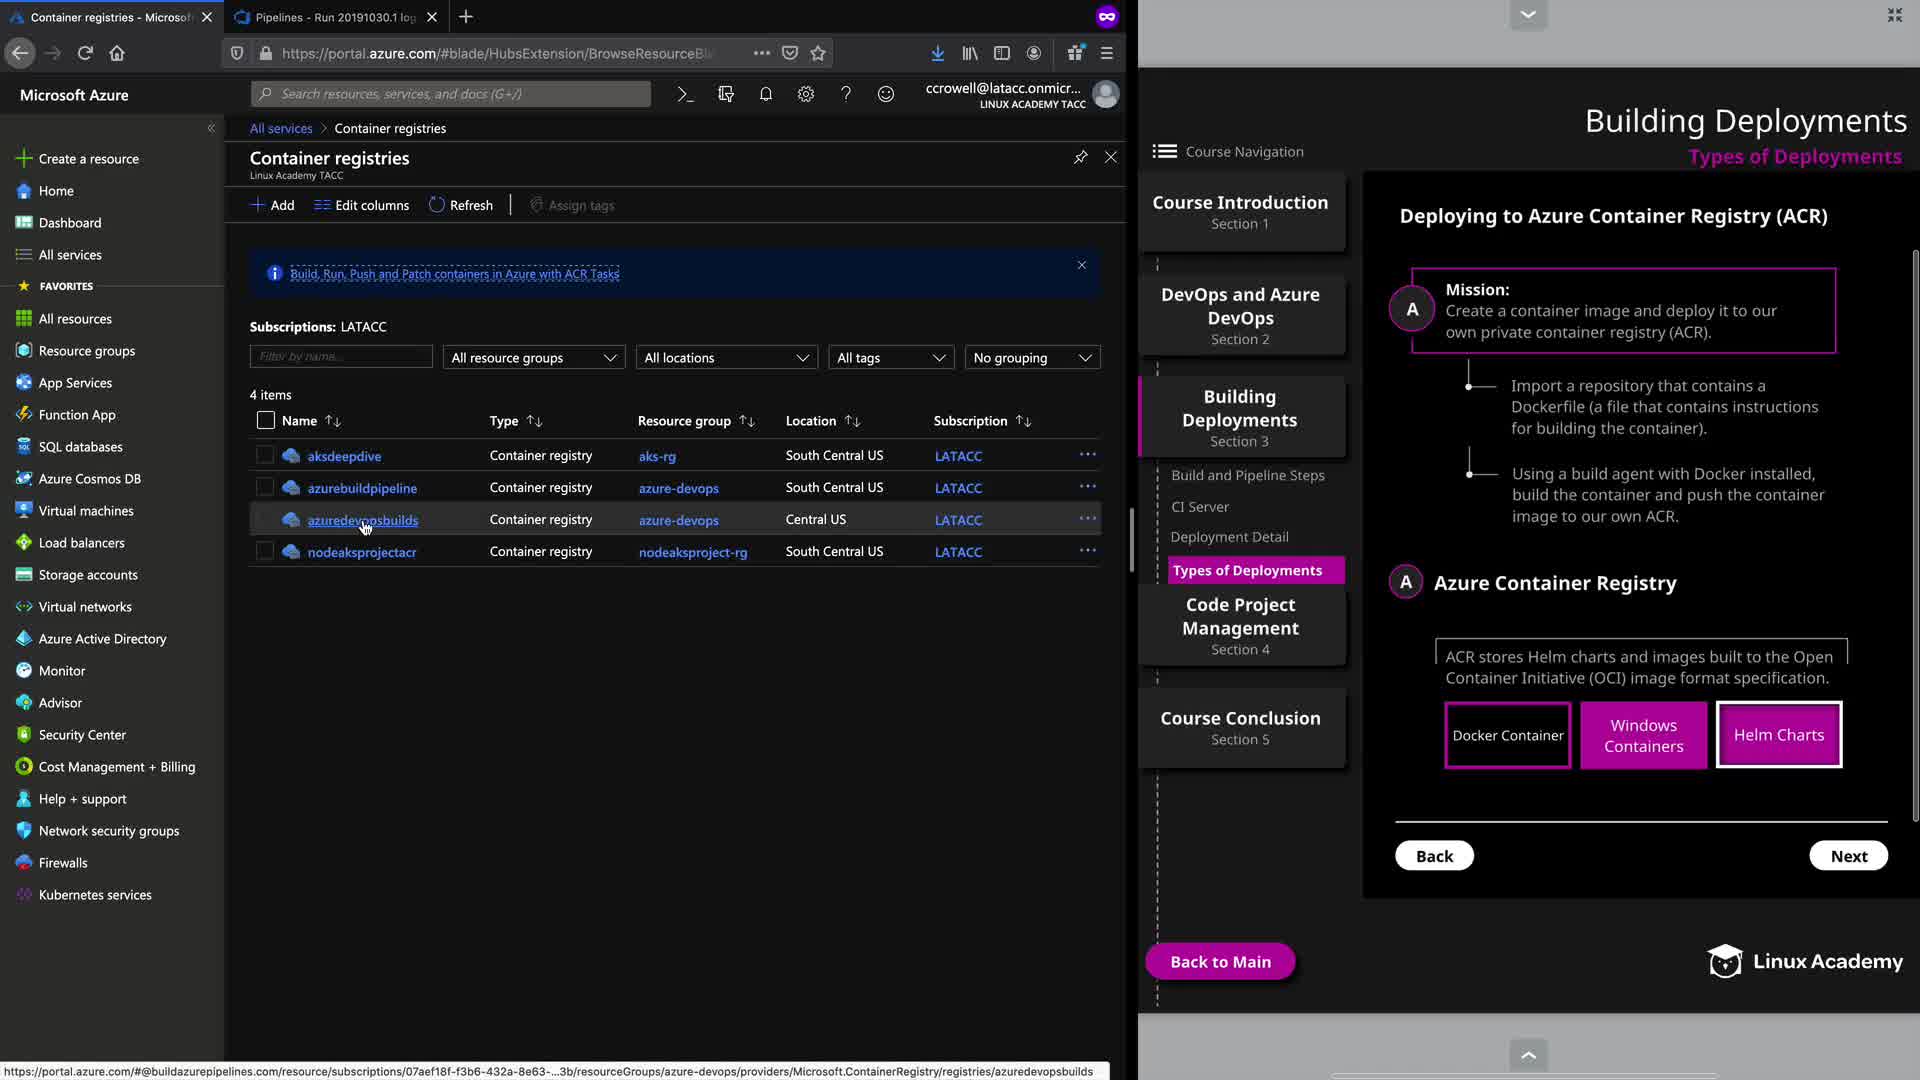 Container registries - Microsof
Pipelines - Run 20191030.1 log
https://portal.azure.com/#blade/HubsExtension/BrowseResourceBl
Microsoft Azure
Search resources, services, and docs (G+/)
ccrowell@latacc.onmicr...
LINUX ACADEMY TACC
Create a resource
Home
Dashboard
All services
FAVORITES
All resources
Resource groups
App Services
Function App
SQL databases
Azure Cosmos DB
Virtual machines
Load balancers
Storage accounts
Virtual networks
Azure Active Directory
Monitor
Advisor
Security Center
Cost Management + Billing
Help + support
Network security groups
Firewalls
Kubernetes services
All services > Container registries
Container registries
Linux Academy TACC
Add Edit columns Refresh Assign tags
Build, Run, Push and Patch containers in Azure with ACR Tasks
Subscriptions: LATACC
Filter by name... All resource groups All locations All tags No grouping
4 items
Name Type Resource group Location Subscription
aksdeepdive Container registry aks-rg South Central US LATACC
azurebuildpipeline Container registry azure-devops South Central US LATACC
azuredevopsbuilds Container registry azure-devops Central US LATACC
nodeaksprojectacr Container registry nodeaksproject-rg South Central US LATACC
https://portal.azure.com/#@buildazurepipelines.com/resource/subscriptions/07aef18f-f3b6-432a-8e63-...3b/resourceGroups/azure-devops/providers/Microsoft.ContainerRegistry/registries/azuredevopsbuilds
Building Deployments
Types of Deployments
Course Navigation
Course Introduction
Section 1
DevOps and Azure
DevOps
Section 2
Building
Deployments
Section 3
Build and Pipeline Steps
CI Server
Deployment Detail
Types of Deployments
Code Project
Management
Section 4
Course Conclusion
Section 5
Back to Main
Deploying to Azure Container Registry (ACR)
A
Mission:
Create a container image and deploy it to our
own private container registry (ACR).
Import a repository that contains a
Dockerfile (a file that contains instructions
for building the container).
Using a build agent with Docker installed,
build the container and push the container
image to our own ACR.
A Azure Container Registry
ACR stores Helm charts and images built to the Open
Container Initiative (OCI) image format specification.
Docker Container
Windows
Containers
Helm Charts
Back
Next
Linux Academy